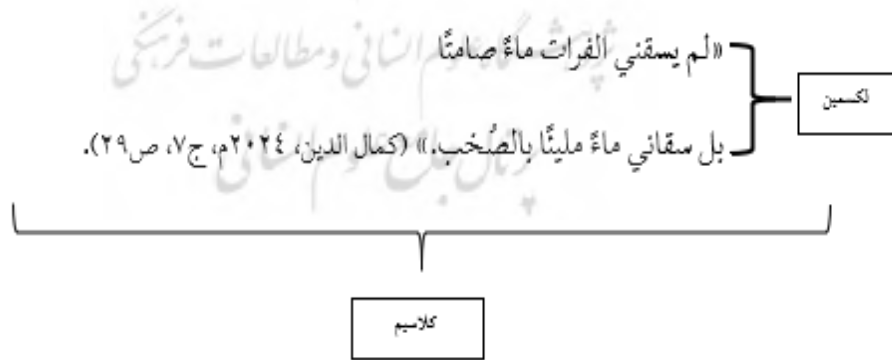 «لم يسقني الفرات ماءً صامتًا
لكسمين
بل سقاني ماءً مليئًا بالصُخب.» (كمال الدين، ٢٠٢٤م، ج٧، ص٢٩).
كلاسيم